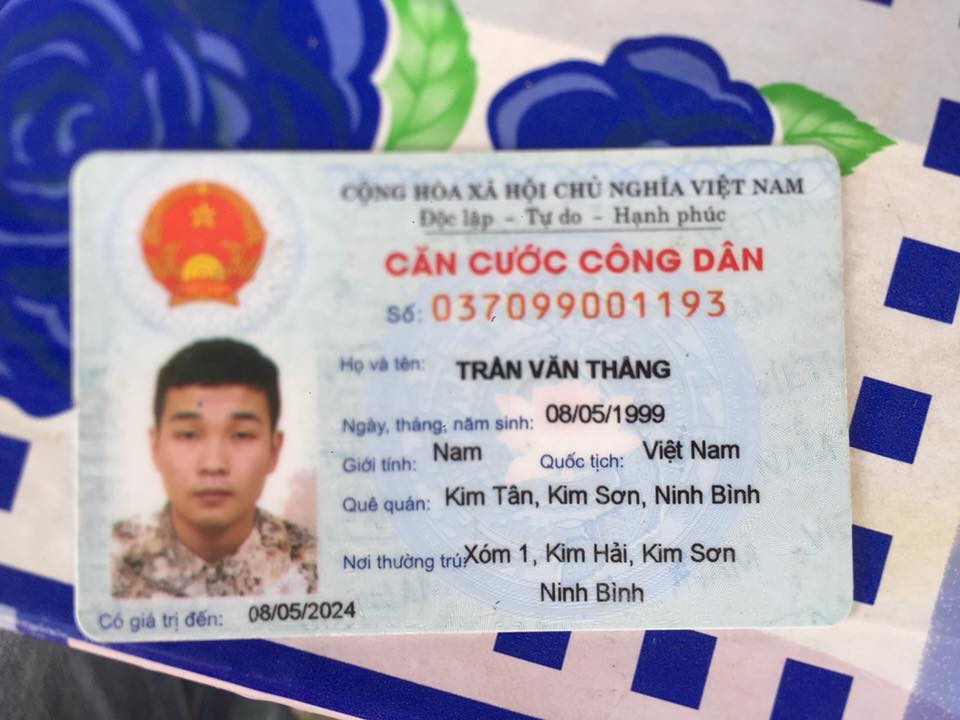 CỘNG HÒA XÃ HỘI CHỦ NGHĨA VIỆT NAM
Độc lập - Tự do - Hạnh phúc
CĂN CƯỚC CÔNG DÂN
Số: 037099001193
Họ và tên: TRẦN VĂN THẮNG
Ngày, tháng, năm sinh: 08/05/1999
Giới tính: Nam Quốc tịch: Việt Nam
Quê quán: Kim Tân, Kim Sơn, Ninh Bình
Nơi thường trú: Xóm 1, Kim Hải, Kim Sơn
Ninh Bình
Có giá trị đến: 08/05/2024